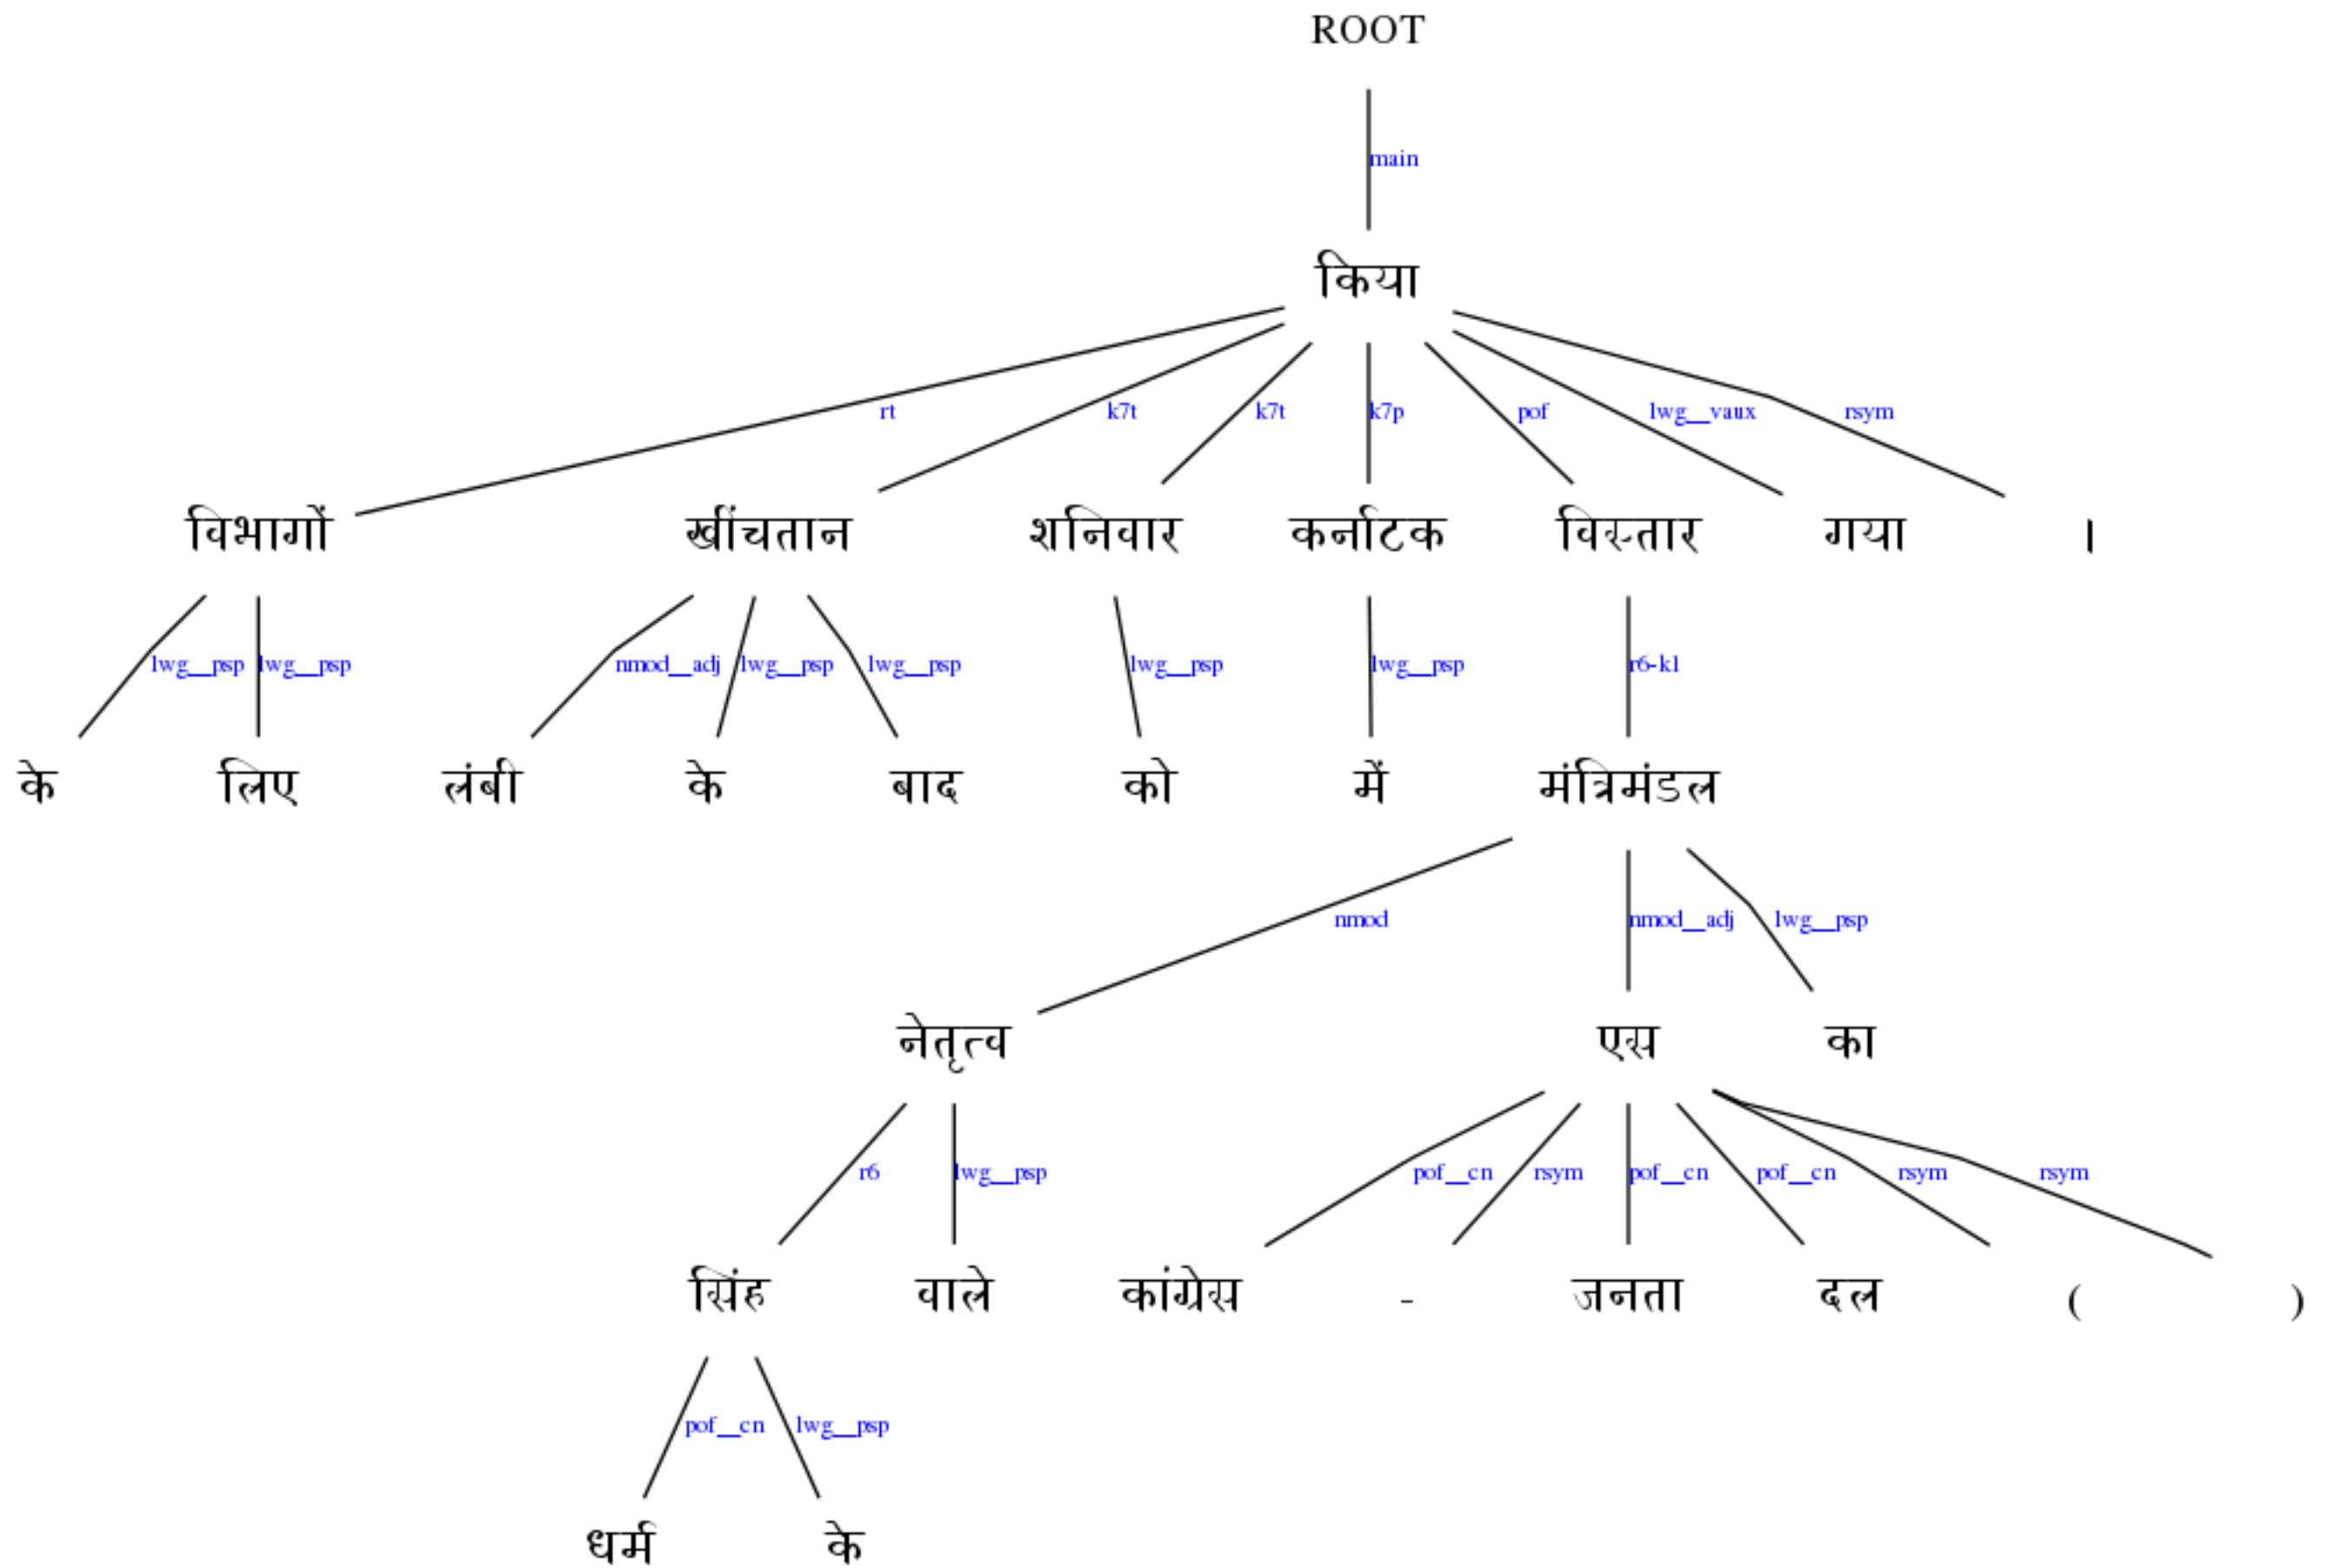 ROOT
main
किया
rt k7t k7t k7p pof lwg__vaux rsym
विभागों खींचतान शनिवार कर्नाटक विस्तार गया ।
lwg__psp lwg__psp nmod__adj lwg__psp lwg__psp lwg__psp lwg__psp r6-k1
के लिए लंबी के बाद को में मंत्रिमंडल
nmod nmod__adj lwg__psp
नेतृत्व एस का
r6 lwg__psp pof__cn rsym pof__cn pof__cn rsym rsym
सिंह वाले कांग्रेस - जनता दल ( )
pof__cn lwg__psp
धर्म के